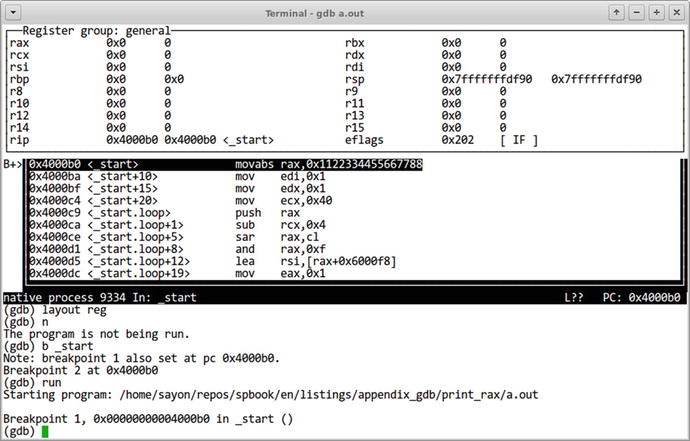 Terminal - gdb a.out
Register group: general
rax 0x0 0 rbx 0x0 0
rcx 0x0 0 rdx 0x0 0
rsi 0x0 0 rdi 0x0 0
rbp 0x0 0x0 rsp 0x7fffffffdf90 0x7fffffffdf90
r8 0x0 0 r9 0x0 0
r10 0x0 0 r11 0x0 0
r12 0x0 0 r13 0x0 0
r14 0x0 0 r15 0x0 0
rip 0x4000b0 0x4000b0 <_start> eflags 0x202 [ IF ]
B+> 0x4000b0 <_start> movabs rax,0x1122334455667788
0x4000ba <_start+10> mov edi,0x1
0x4000bf <_start+15> mov edx,0x1
0x4000c4 <_start+20> mov ecx,0x40
0x4000c9 <_start.loop> push rax
0x4000ca <_start.loop+1> sub rcx,0x4
0x4000ce <_start.loop+5> sar rax,cl
0x4000d1 <_start.loop+8> and rax,0xf
0x4000d5 <_start.loop+12> lea rsi,[rax+0x6000f8]
0x4000dc <_start.loop+19> mov eax,0x1
native process 9334 In: _start L?? PC: 0x4000b0
(gdb) layout reg
(gdb) n
The program is not being run.
(gdb) b _start
Note: breakpoint 1 also set at pc 0x4000b0.
Breakpoint 2 at 0x4000b0
(gdb) run
Starting program: /home/sayon/repos/spbook/en/listings/appendix_gdb/print_rax/a.out
Breakpoint 1, 0x00000000004000b0 in _start ()
(gdb)